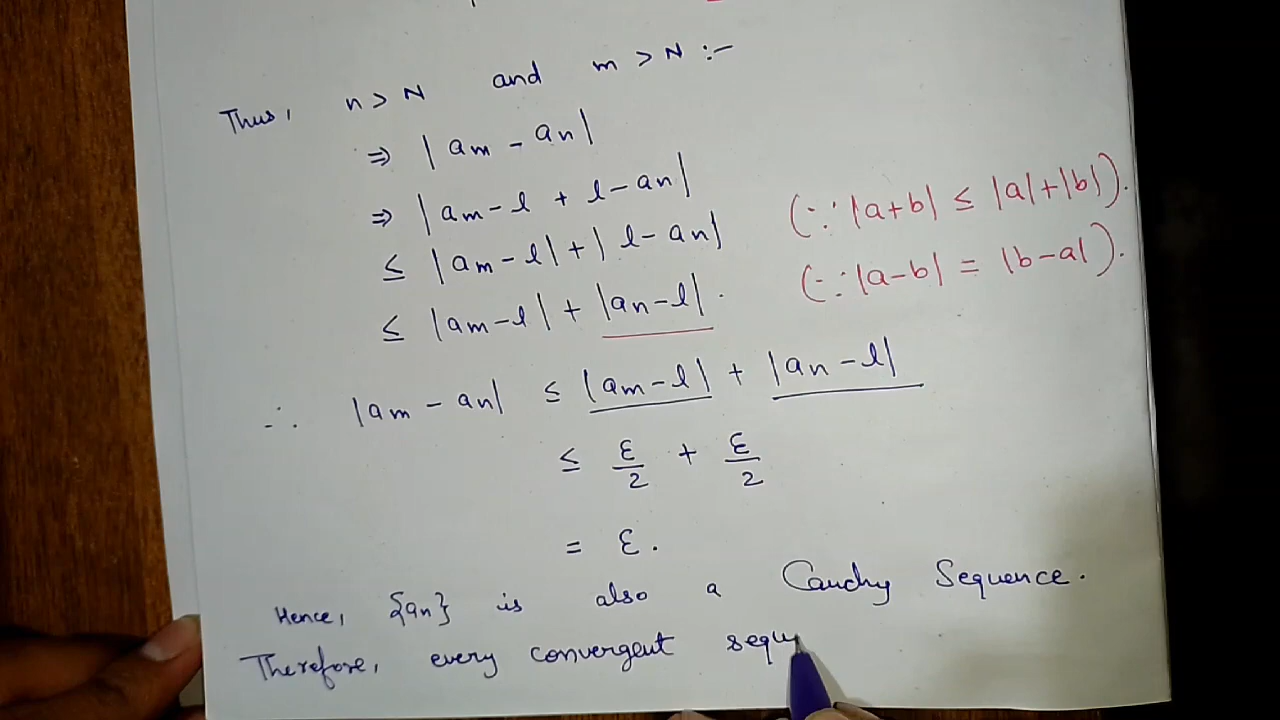 Thus, n > N and m > N :-
⇒ |am - an|
⇒ |am - l + l - an|
≤ |am - l| + | l - an| (∵ |a+b| ≤ |a|+|b|).
≤ |am - l| + |an - l|. (∵ |a-b| = |b-a|).
∴ |am - an| ≤ |am - l| + |an - l|
≤ ε/2 + ε/2
= ε.
Hence, {an} is also a Cauchy Sequence.
Therefore, every convergent sequ